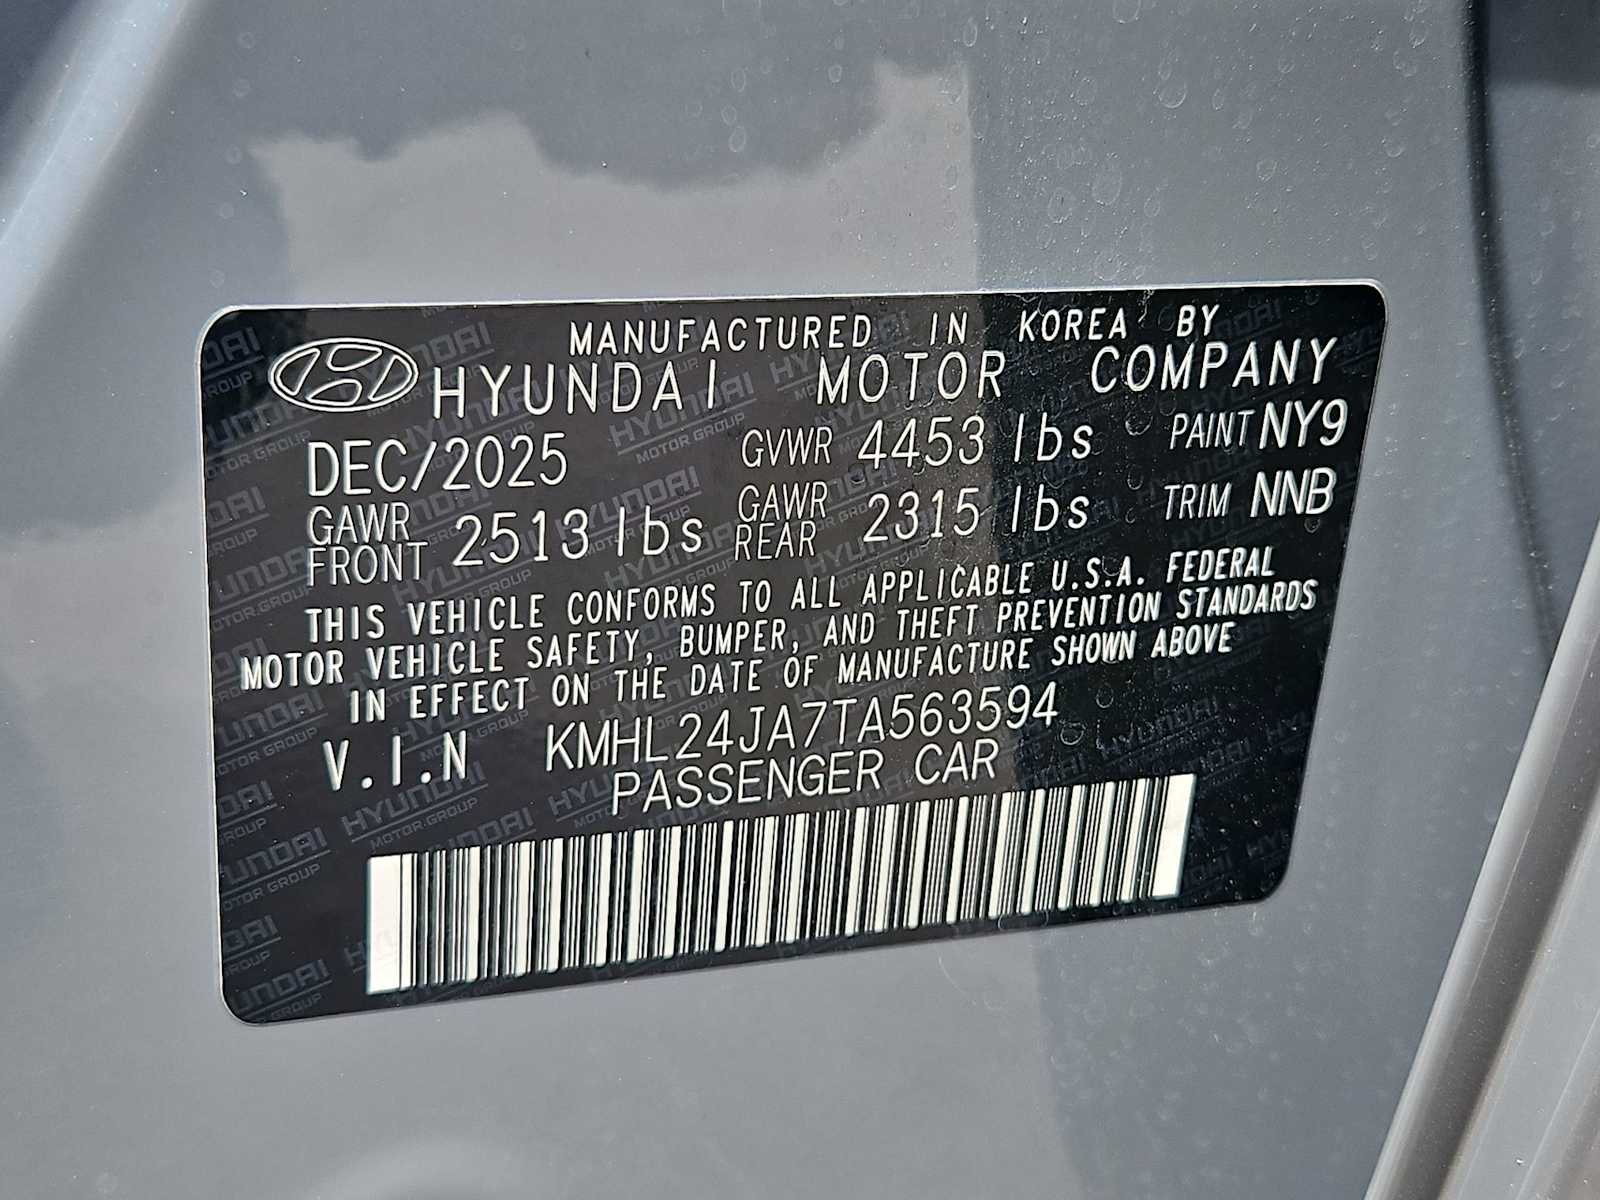 MANUFACTURED IN KOREA BY
HYUNDAI MOTOR COMPANY
DEC/2025 GVWR 4453 lbs PAINT NY9
GAWR FRONT 2513 lbs GAWR REAR 2315 lbs TRIM NNB
THIS VEHICLE CONFORMS TO ALL APPLICABLE U.S.A. FEDERAL
MOTOR VEHICLE SAFETY, BUMPER, AND THEFT PREVENTION STANDARDS
IN EFFECT ON THE DATE OF MANUFACTURE SHOWN ABOVE
V.I.N KMHL24JA7TA563594
PASSENGER CAR